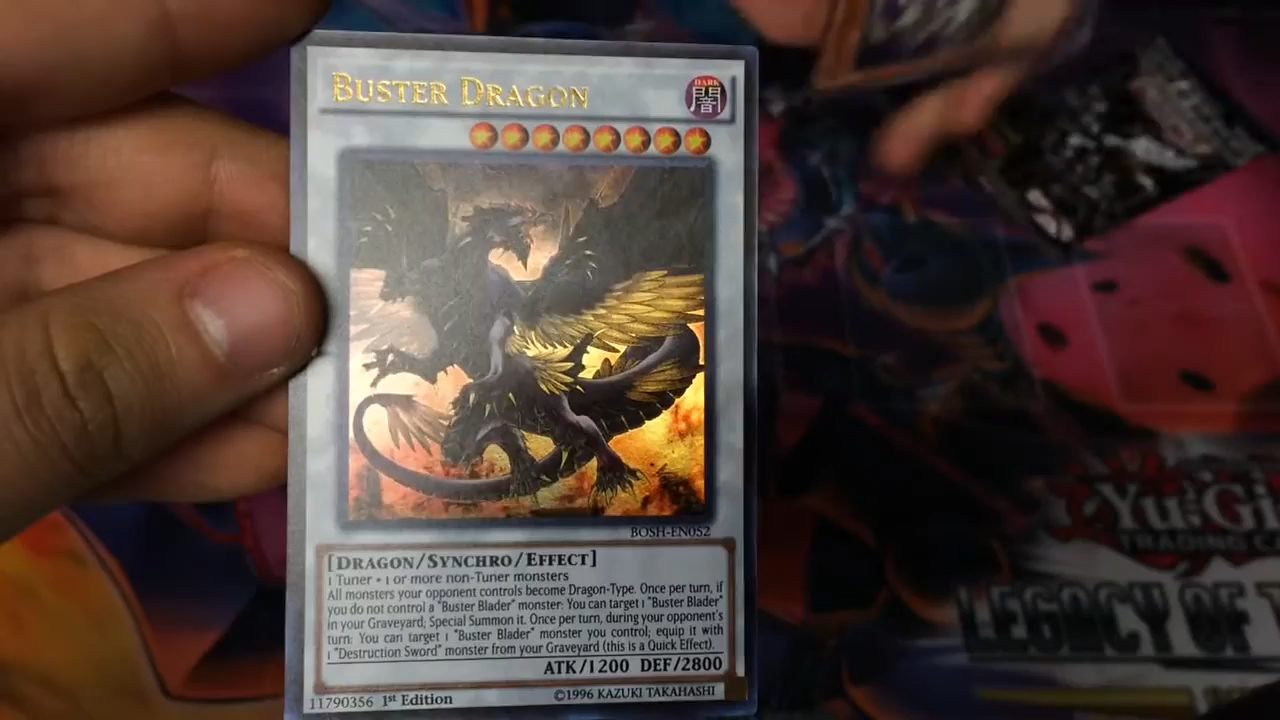 BUSTER DRAGON
DARK
闇
BOSH-EN052
[DRAGON/SYNCHRO/EFFECT]
1 Tuner + 1 or more non-Tuner monsters
All monsters your opponent controls become Dragon-Type. Once per turn, if
you do not control a "Buster Blader" monster: You can target 1 "Buster Blader"
in your Graveyard; Special Summon it. Once per turn, during your opponent's
turn: You can target 1 "Buster Blader" monster you control; equip it with
1 "Destruction Sword" monster from your Graveyard (this is a Quick Effect).
ATK/1200 DEF/2800
11790356 1st Edition ©1996 KAZUKI TAKAHASHI
Yu-Gi
TRADING CA
LEGACY OF